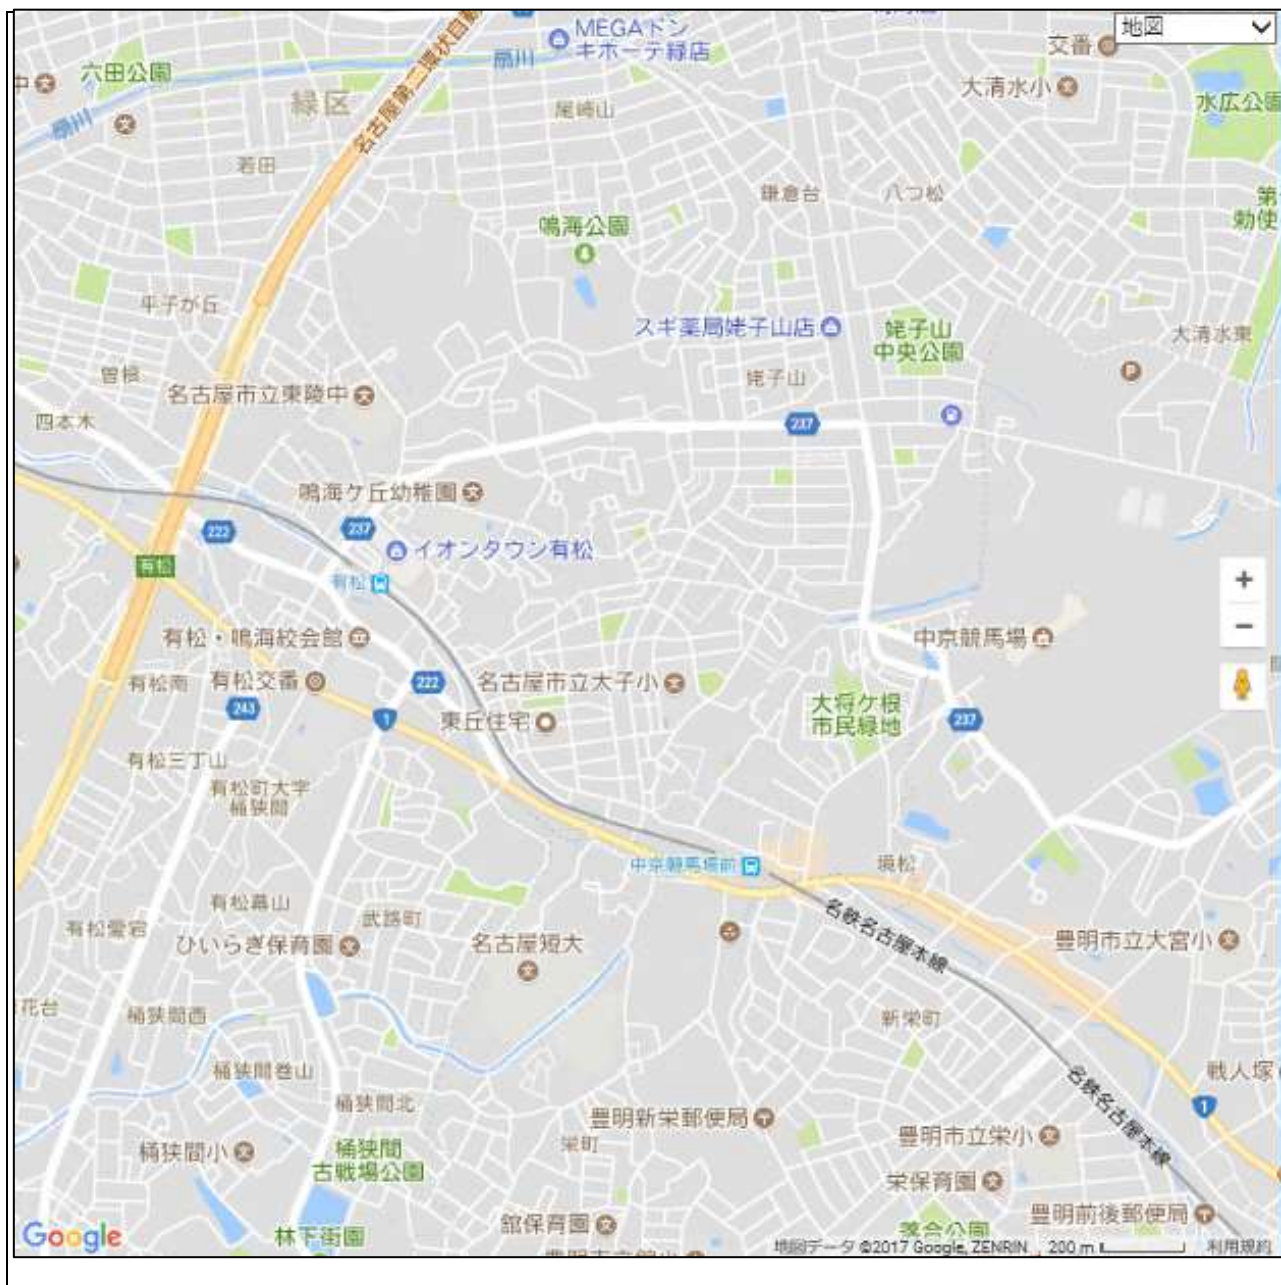 地図
MEGAドン
キホーテ緑店
扇川
交番
六田公園
中
大清水小
水広公園
緑区
名古屋第二環状自動
尾崎山
扇川
若田
鎌倉台
八つ松
第
勅使
鳴海公園
平子が丘
スギ薬局姥子山店
姥子山
中央公園
大清水東
P
曽根
姥子山
名古屋市立東陵中
四本木
237
鳴海ケ丘幼稚園
222
237
イオンタウン有松
有松
有松
有松・鳴海絞会館
中京競馬場
有松南
有松交番
222
名古屋市立太子小
大将ケ根
市民緑地
243
1
東丘住宅
237
有松三丁山
有松町大字
桶狭間
中京競馬場前
境松
有松幕山
武路町
有松愛宕
ひいらぎ保育園
名古屋短大
名鉄名古屋本線
豊明市立大宮小
花台
桶狭間西
新栄町
桶狭間巻山
戦人塚
名鉄名古屋本線
桶狭間北
1
豊明新栄郵便局
豊明市立栄小
桶狭間小
桶狭間
古戦場公園
栄町
栄保育園
豊明前後郵便局
Google
林下街園
舘保育園
落合公園
地図データ ©2017 Google, ZENRIN
200 m
利用規約